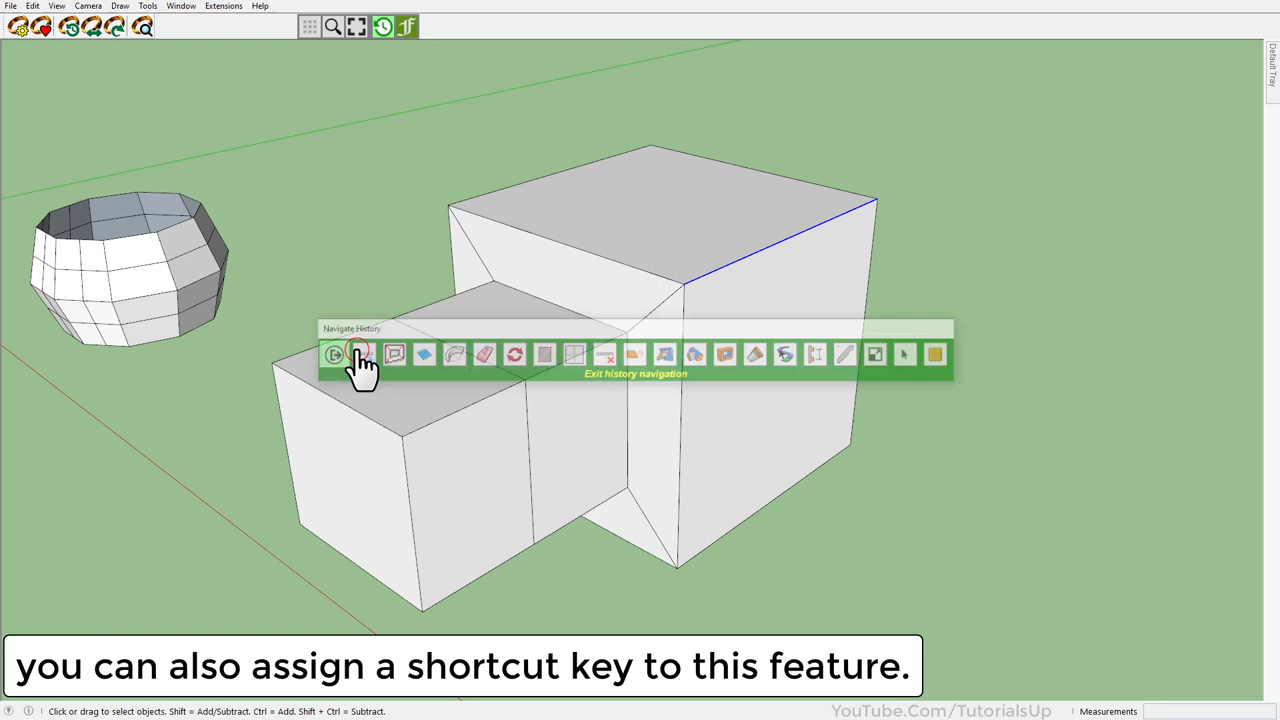 File Edit View Camera Draw Tools Window Extensions Help
Default Tray
Navigate History
Exit history navigation
you can also assign a shortcut key to this feature.
Click or drag to select objects. Shift = Add/Subtract. Ctrl = Add. Shift + Ctrl = Subtract.
YouTube.Com/TutorialsUp
Measurements